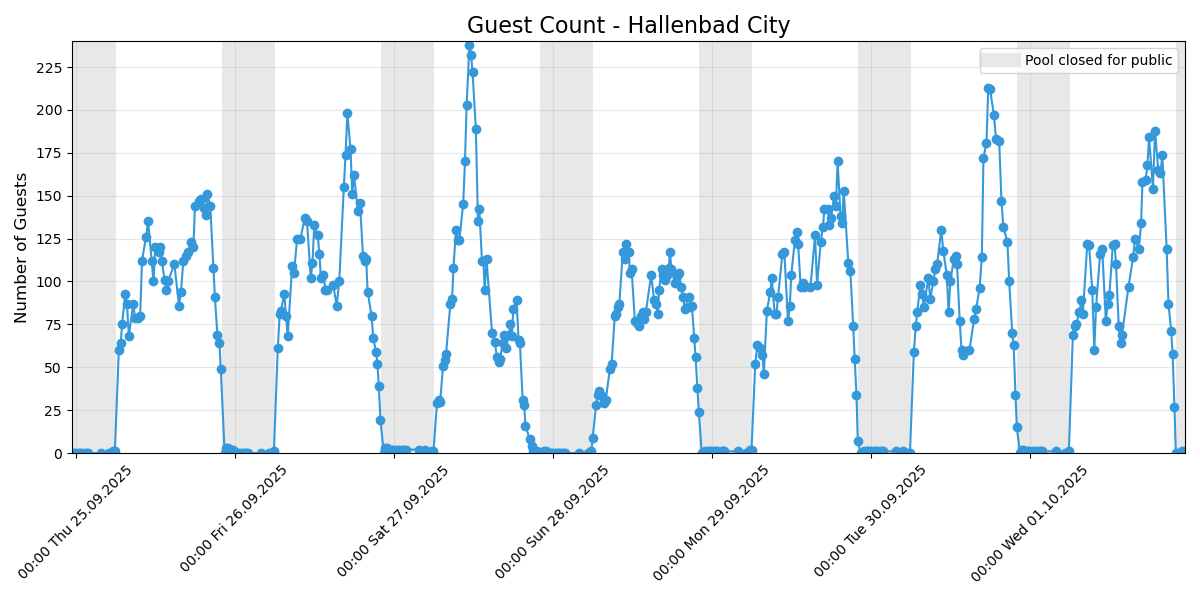 Guest Count - Hallenbad City
Pool closed for public
Number of Guests
225
200
175
150
125
100
75
50
25
0
00:00 Thu 25.09.2025
00:00 Fri 26.09.2025
00:00 Sat 27.09.2025
00:00 Sun 28.09.2025
00:00 Mon 29.09.2025
00:00 Tue 30.09.2025
00:00 Wed 01.10.2025